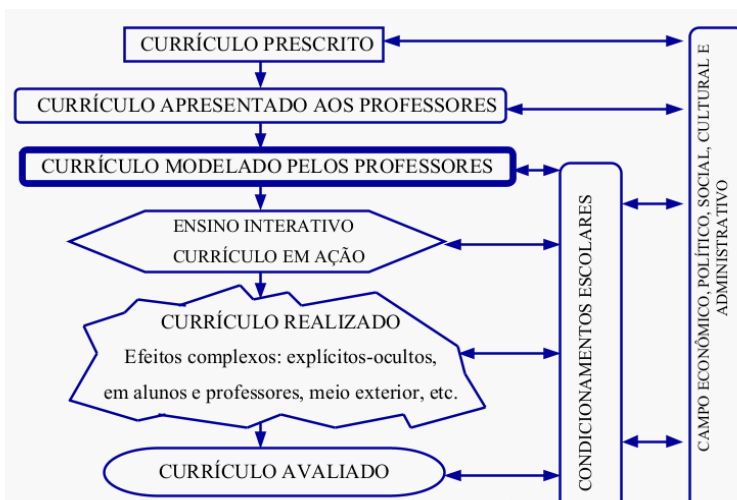 CURRÍCULO PRESCRITO
CURRÍCULO APRESENTADO AOS PROFESSORES
CURRÍCULO MODELADO PELOS PROFESSORES
ENSINO INTERATIVO
CURRÍCULO EM AÇÃO
CURRÍCULO REALIZADO
Efeitos complexos: explícitos-ocultos,
em alunos e professores, meio exterior, etc.
CURRÍCULO AVALIADO
CONDICIONAMENTOS ESCOLARES
CAMPO ECONÔMICO, POLÍTICO, SOCIAL, CULTURAL E
ADMINISTRATIVO